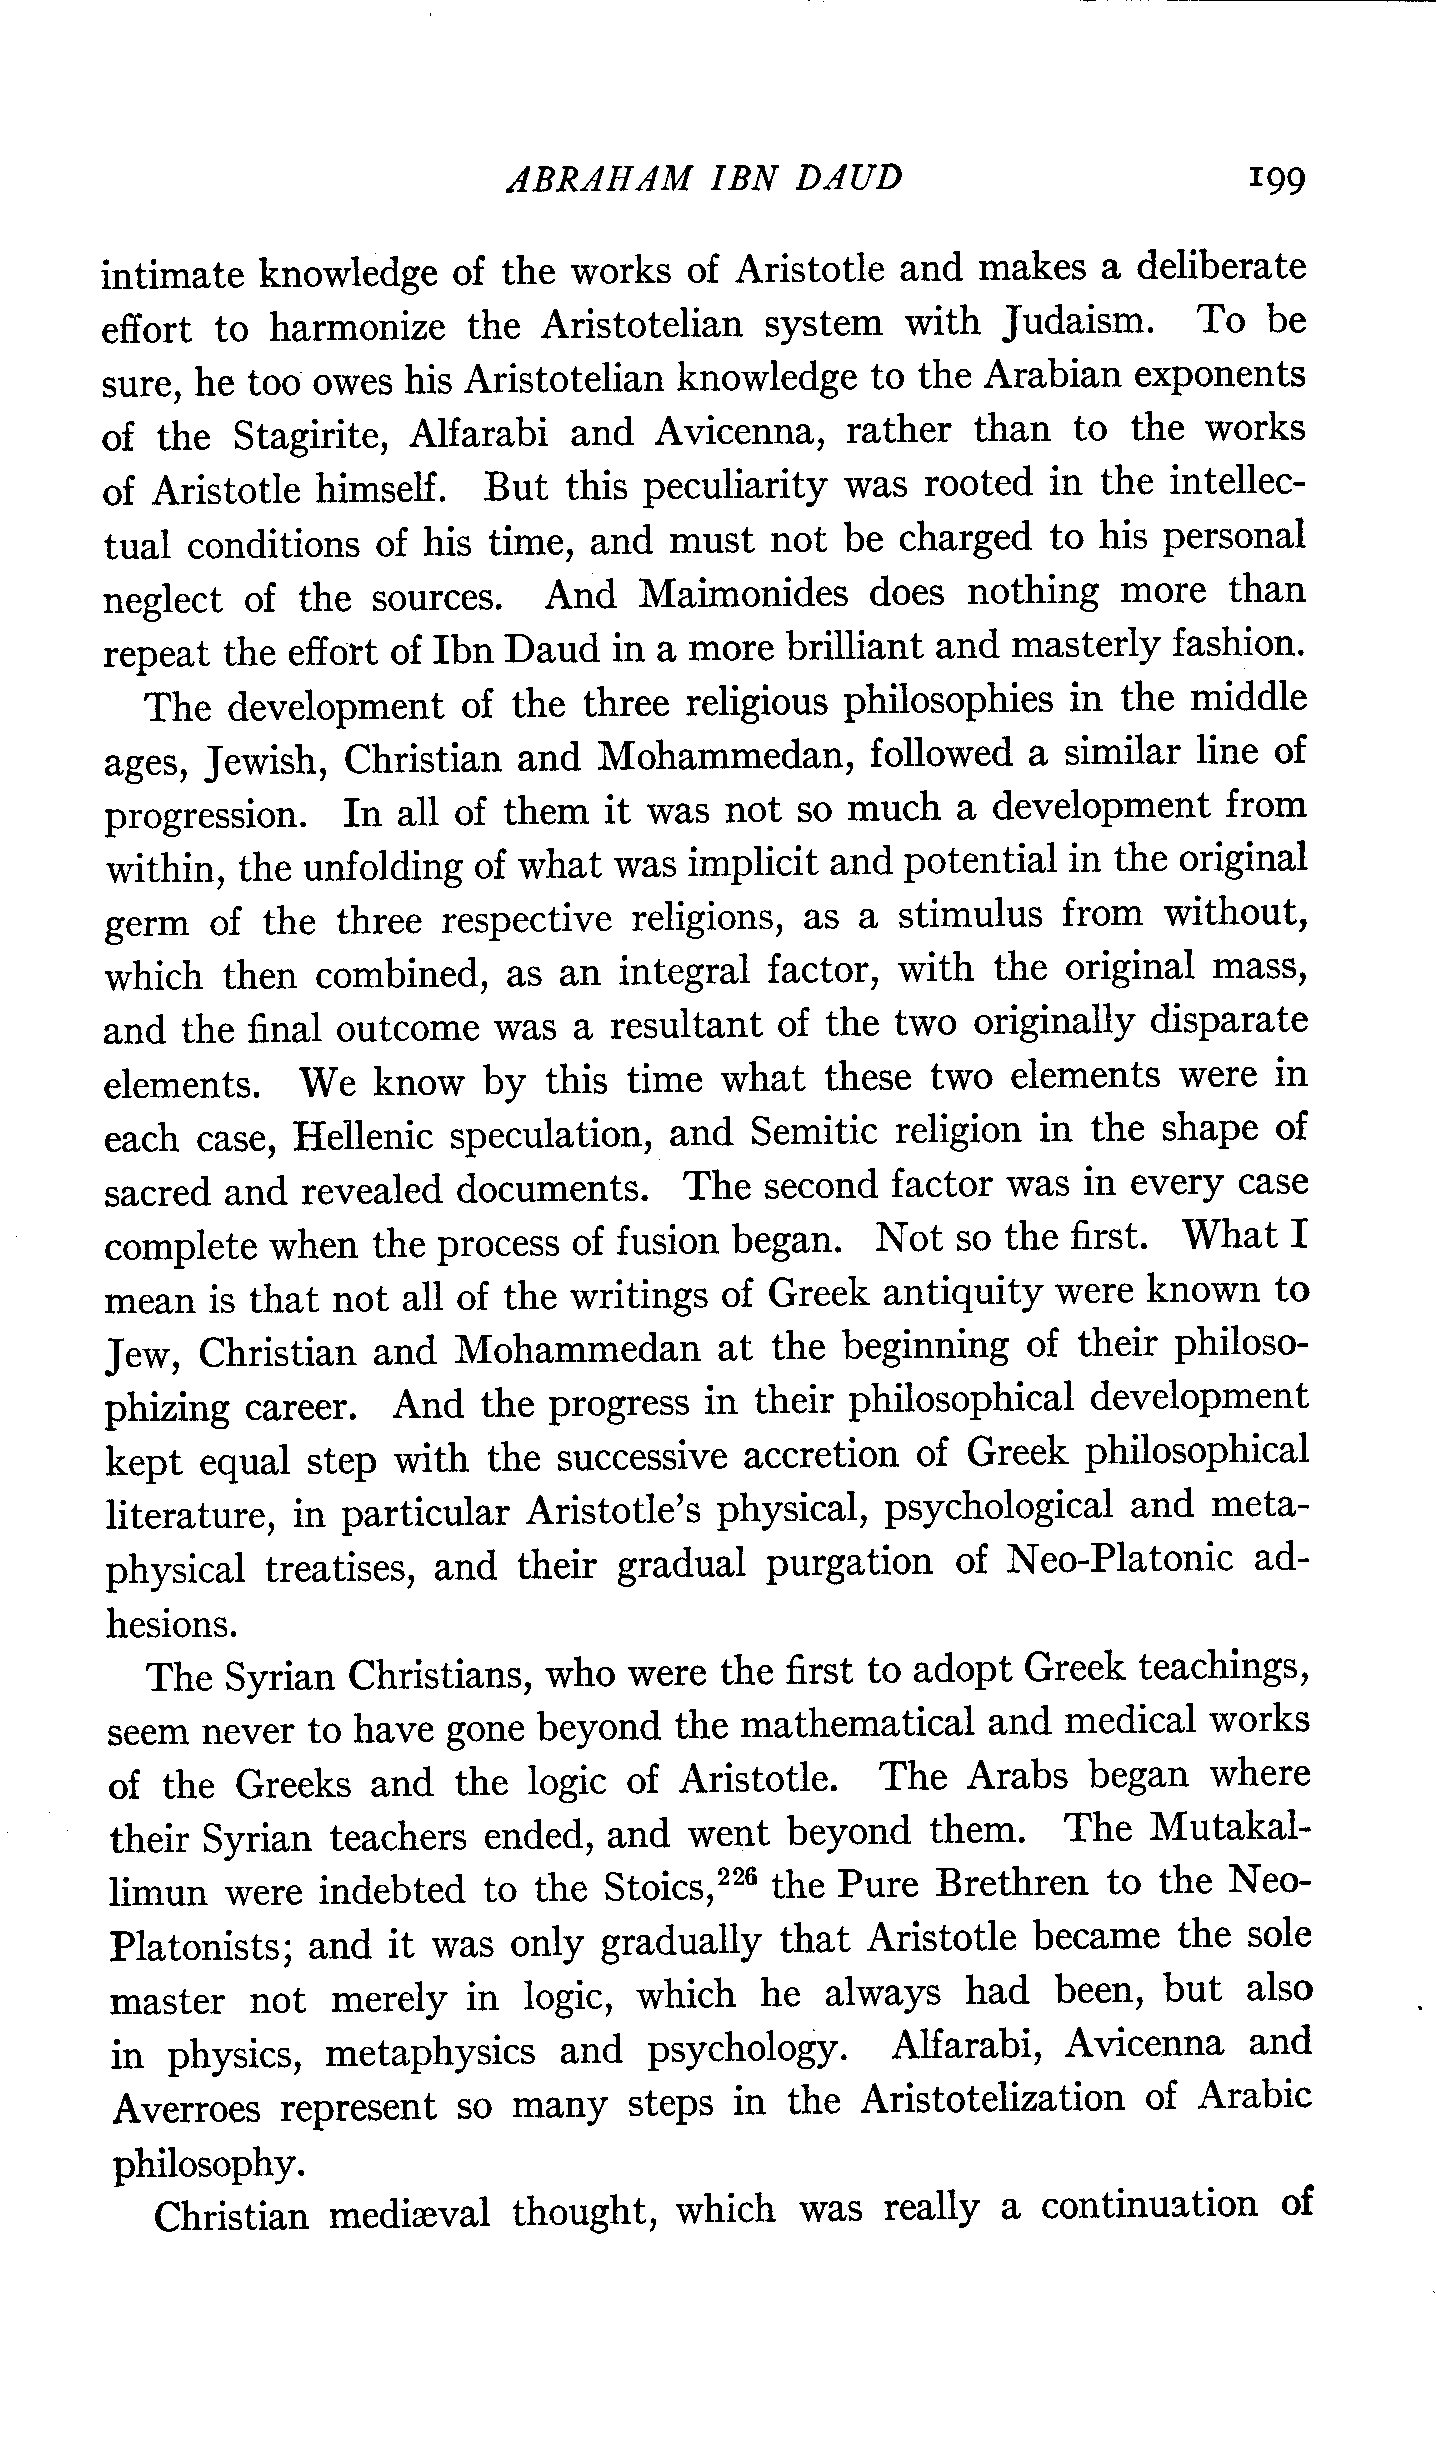 ABRAHAM IBN DAUD 199
intimate knowledge of the works of Aristotle and makes a deliberate
effort to harmonize the Aristotelian system with Judaism. To be
sure, he too owes his Aristotelian knowledge to the Arabian exponents
of the Stagirite, Alfarabi and Avicenna, rather than to the works
of Aristotle himself. But this peculiarity was rooted in the intellec-
tual conditions of his time, and must not be charged to his personal
neglect of the sources. And Maimonides does nothing more than
repeat the effort of Ibn Daud in a more brilliant and masterly fashion.
The development of the three religious philosophies in the middle
ages, Jewish, Christian and Mohammedan, followed a similar line of
progression. In all of them it was not so much a development from
within, the unfolding of what was implicit and potential in the original
germ of the three respective religions, as a stimulus from without,
which then combined, as an integral factor, with the original mass,
and the final outcome was a resultant of the two originally disparate
elements. We know by this time what these two elements were in
each case, Hellenic speculation, and Semitic religion in the shape of
sacred and revealed documents. The second factor was in every case
complete when the process of fusion began. Not so the first. What I
mean is that not all of the writings of Greek antiquity were known to
Jew, Christian and Mohammedan at the beginning of their philoso-
phizing career. And the progress in their philosophical development
kept equal step with the successive accretion of Greek philosophical
literature, in particular Aristotle's physical, psychological and meta-
physical treatises, and their gradual purgation of Neo-Platonic ad-
hesions.
The Syrian Christians, who were the first to adopt Greek teachings,
seem never to have gone beyond the mathematical and medical works
of the Greeks and the logic of Aristotle. The Arabs began where
their Syrian teachers ended, and went beyond them. The Mutakal-
limun were indebted to the Stoics,²²⁶ the Pure Brethren to the Neo-
Platonists; and it was only gradually that Aristotle became the sole
master not merely in logic, which he always had been, but also
in physics, metaphysics and psychology. Alfarabi, Avicenna and
Averroes represent so many steps in the Aristotelization of Arabic
philosophy.
Christian mediæval thought, which was really a continuation of